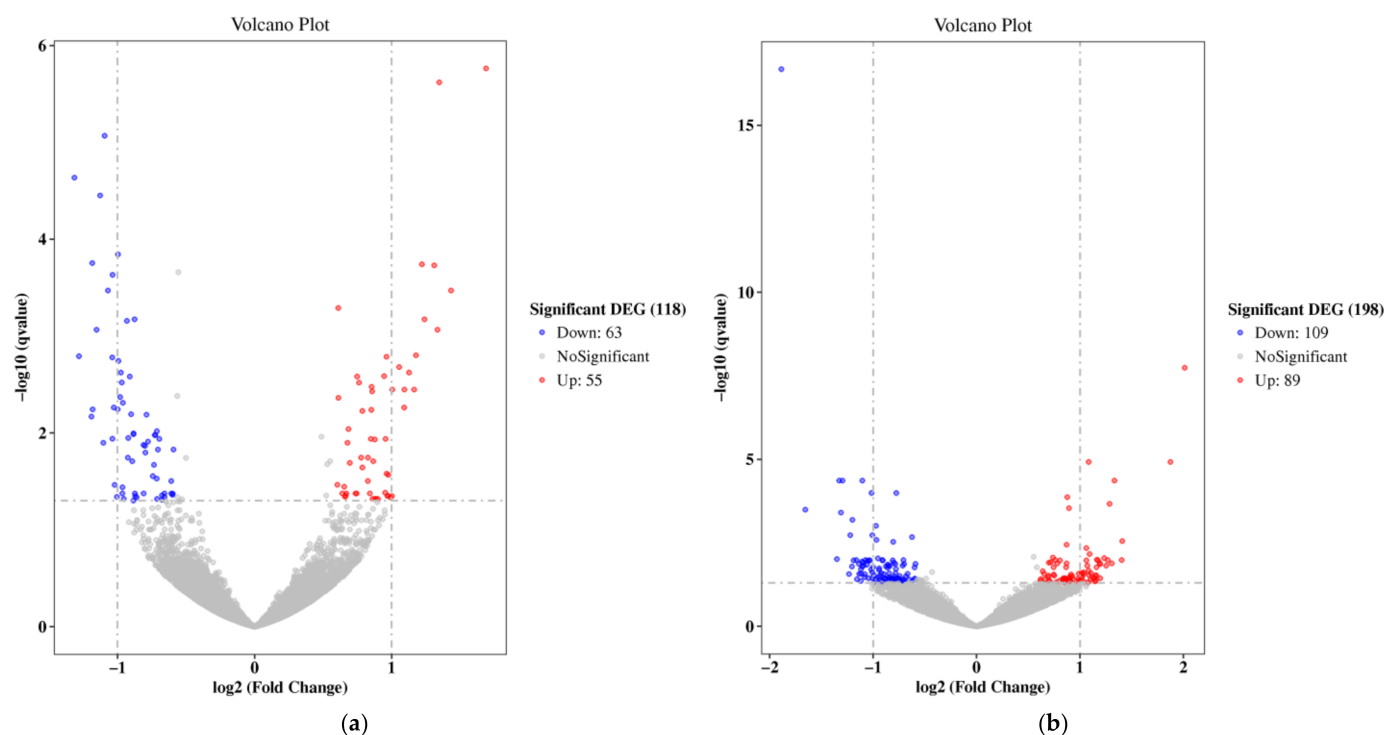 Volcano Plot
6
4
2
0
−1
0
1
−log10 (qvalue)
log2 (Fold Change)
Significant DEG (118)
Down: 63
NoSignificant
Up: 55
(a)
Volcano Plot
15
10
5
0
−2
−1
0
1
2
−log10 (qvalue)
log2 (Fold Change)
Significant DEG (198)
Down: 109
NoSignificant
Up: 89
(b)